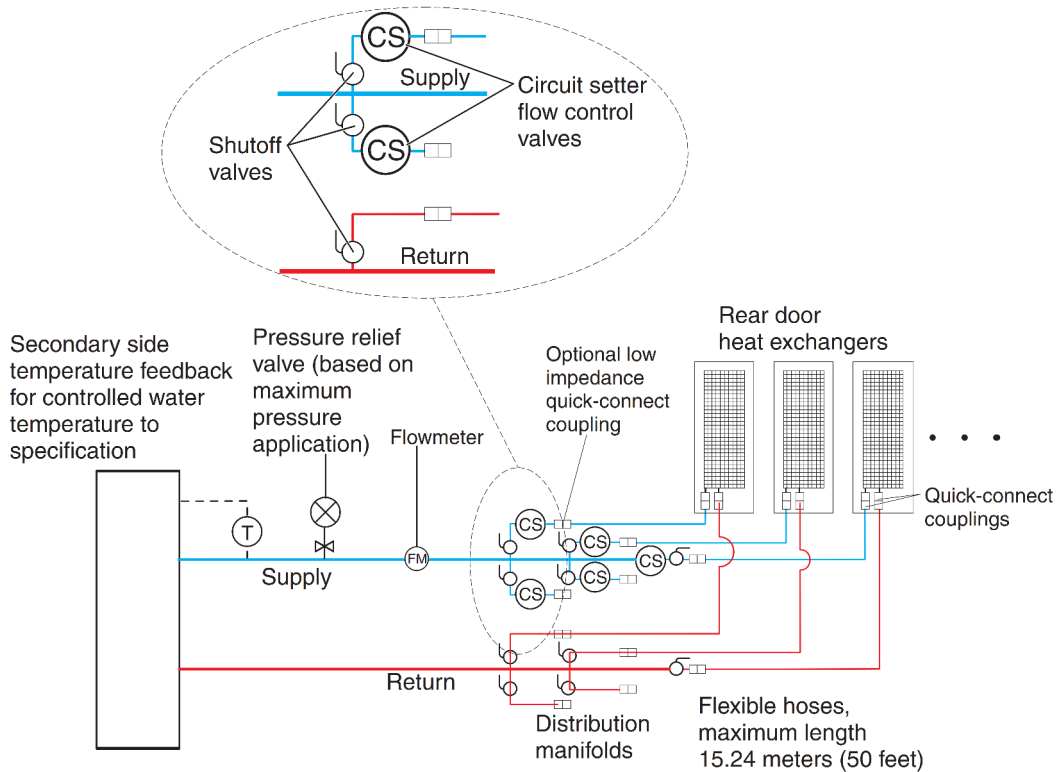 CS
Supply
Circuit setter
flow control
valves
Shutoff
valves
CS
Return
Secondary side
temperature feedback
for controlled water
temperature to
specification
Pressure relief
valve (based on
maximum
pressure
application)
Flowmeter
Optional low
impedance
quick-connect
coupling
Rear door
heat exchangers
Quick-connect
couplings
T
FM
Supply
CS
CS
CS
CS
CS
Return
Distribution
manifolds
Flexible hoses,
maximum length
15.24 meters (50 feet)